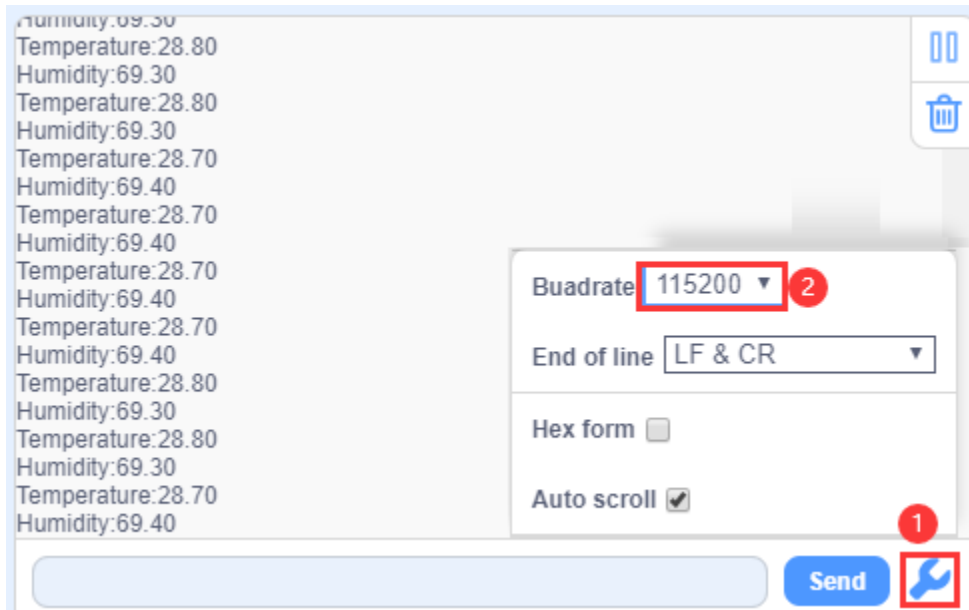 Humidity:69.30
Temperature:28.80
Humidity:69.30
Temperature:28.80
Humidity:69.30
Temperature:28.70
Humidity:69.40
Temperature:28.70
Humidity:69.40
Temperature:28.70
Humidity:69.40
Temperature:28.70
Humidity:69.40
Temperature:28.80
Humidity:69.30
Temperature:28.80
Humidity:69.30
Temperature:28.70
Humidity:69.40
Buadrate 115200 2
End of line LF & CR
Hex form
Auto scroll
1
Send